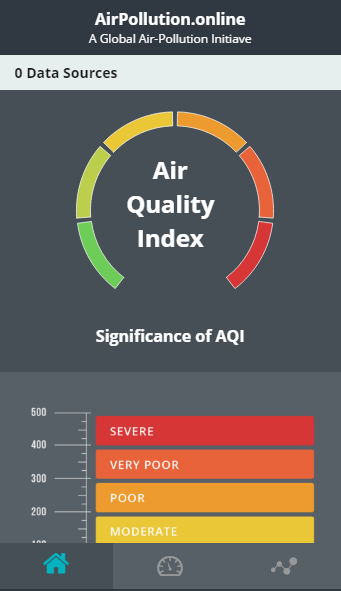 AirPollution.online
A Global Air-Pollution Initiave
0 Data Sources
Air
Quality
Index
Significance of AQI
500
SEVERE
400
VERY POOR
300
POOR
200
MODERATE